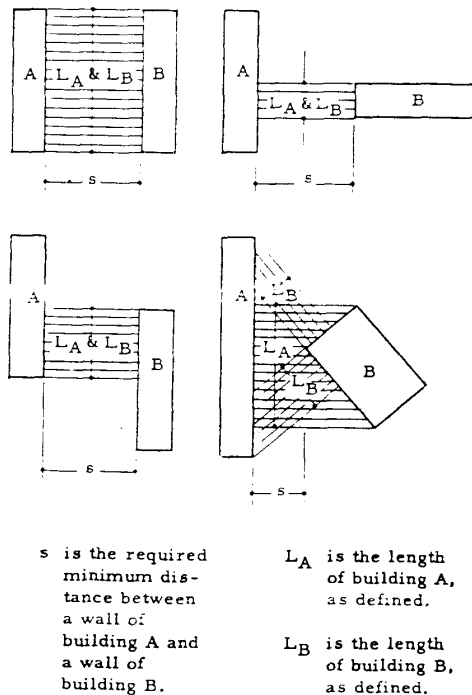 A L_A & L_B B
s
A L_A & L_B B
s
A L_A & L_B B
s
A L_B L_A L_B B
s
s is the required
minimum dis-
tance between
a wall of
building A and
a wall of
building B.
L_A is the length
of building A,
as defined.
L_B is the length
of building B,
as defined.